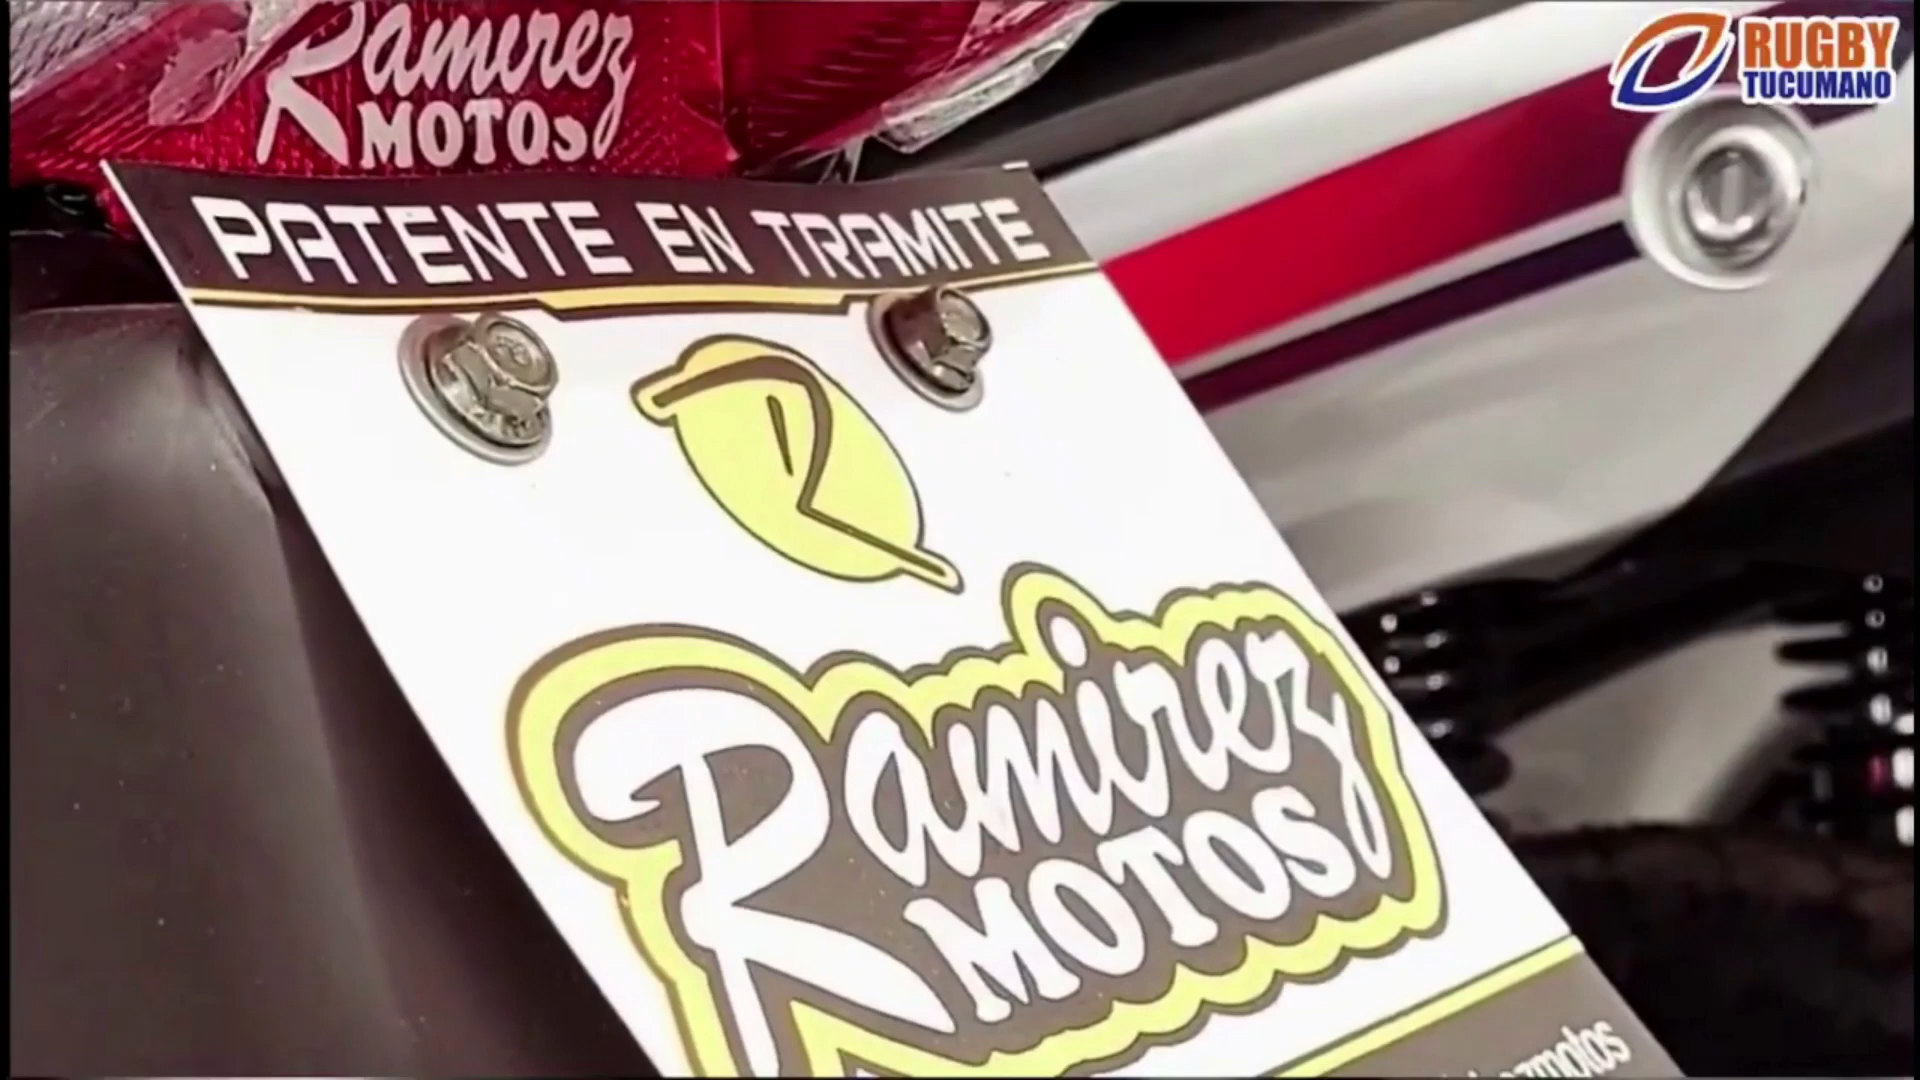 Ramirez
MOTOS
RUGBY
TUCUMANO
PATENTE EN TRAMITE
R
Ramirez
MOTOS